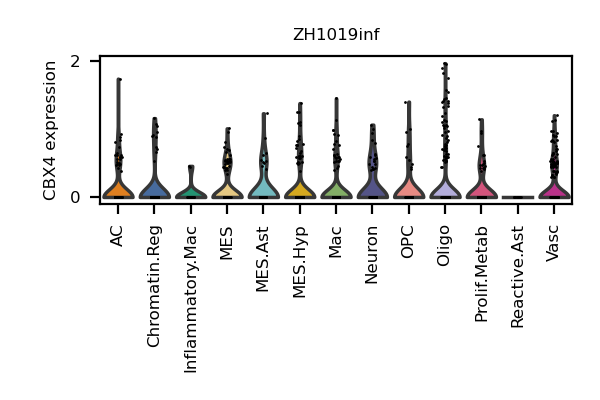 ZH1019inf
CBX4 expression
2
0
AC
Chromatin.Reg
Inflammatory.Mac
MES
MES.Ast
MES.Hyp
Mac
Neuron
OPC
Oligo
Prolif.Metab
Reactive.Ast
Vasc